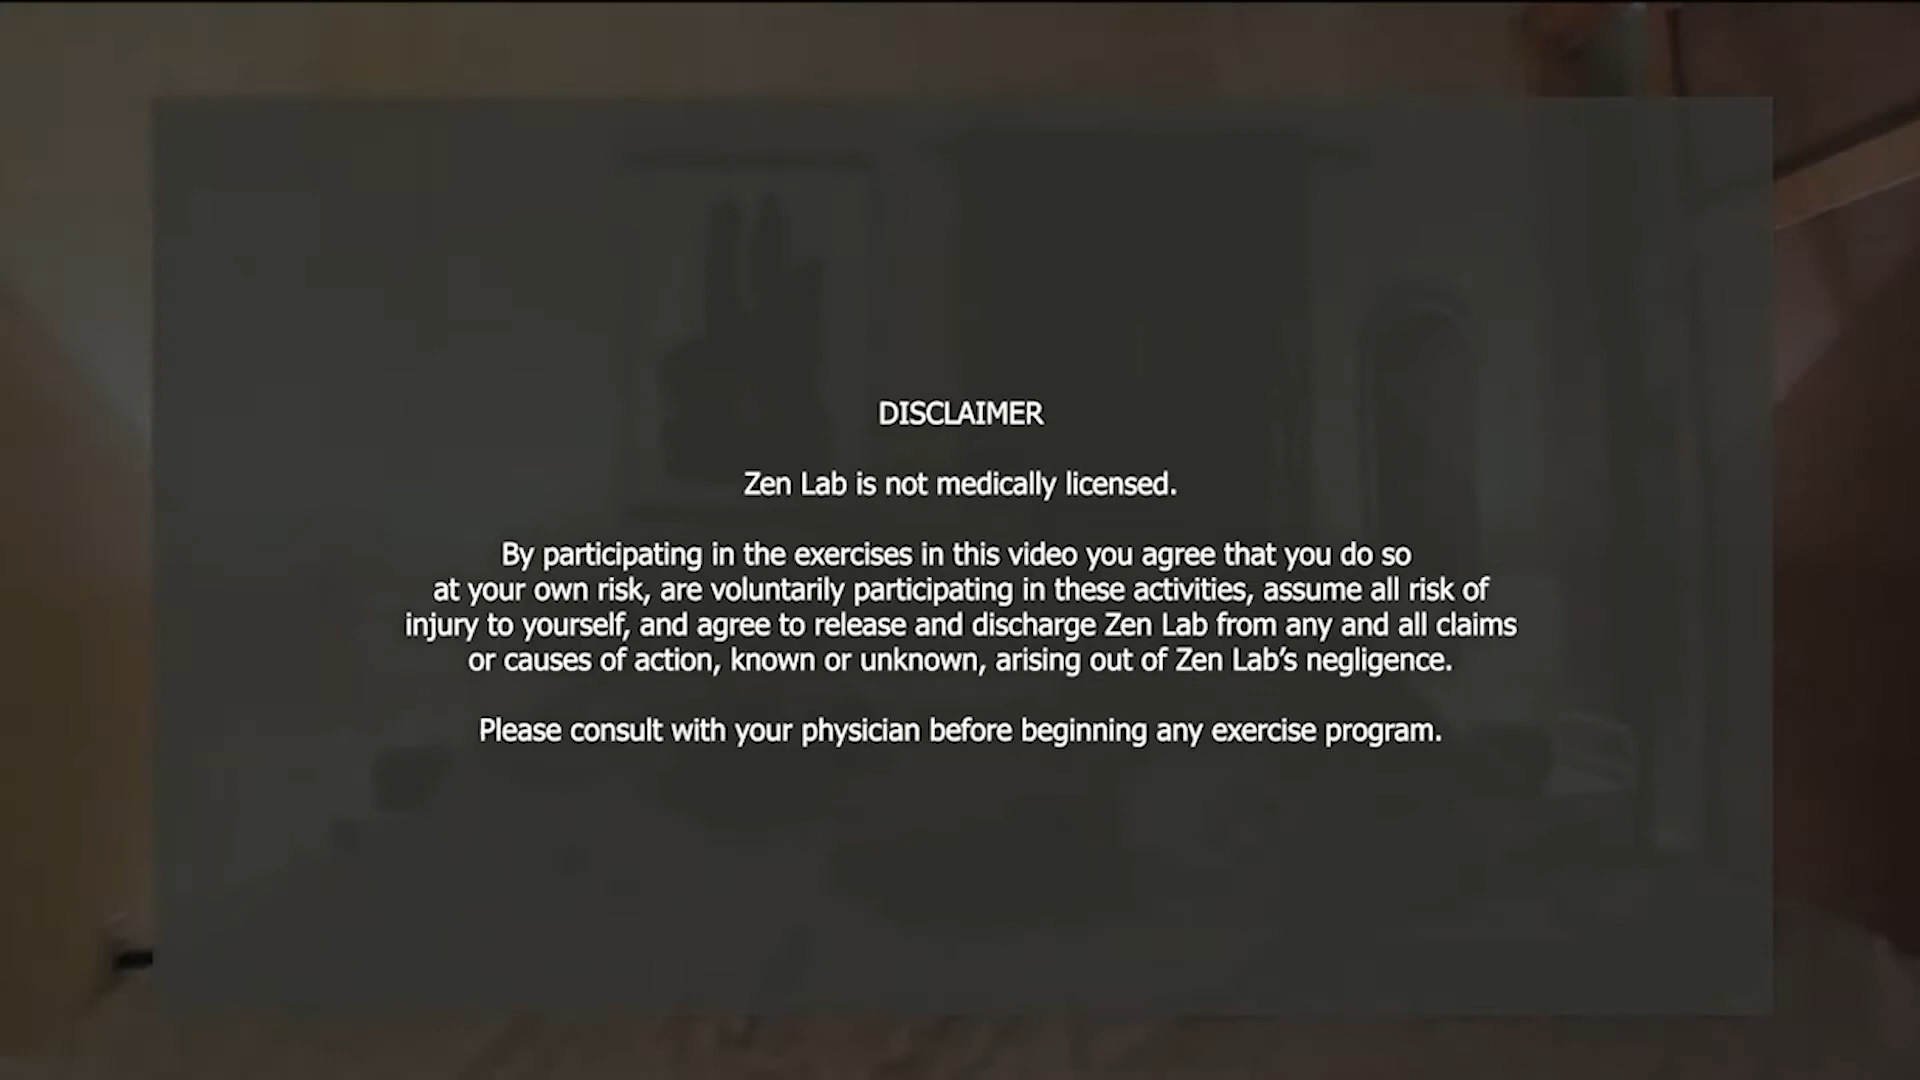 DISCLAIMER
Zen Lab is not medically licensed.
By participating in the exercises in this video you agree that you do so
at your own risk, are voluntarily participating in these activities, assume all risk of
injury to yourself, and agree to release and discharge Zen Lab from any and all claims
or causes of action, known or unknown, arising out of Zen Lab’s negligence.
Please consult with your physician before beginning any exercise program.